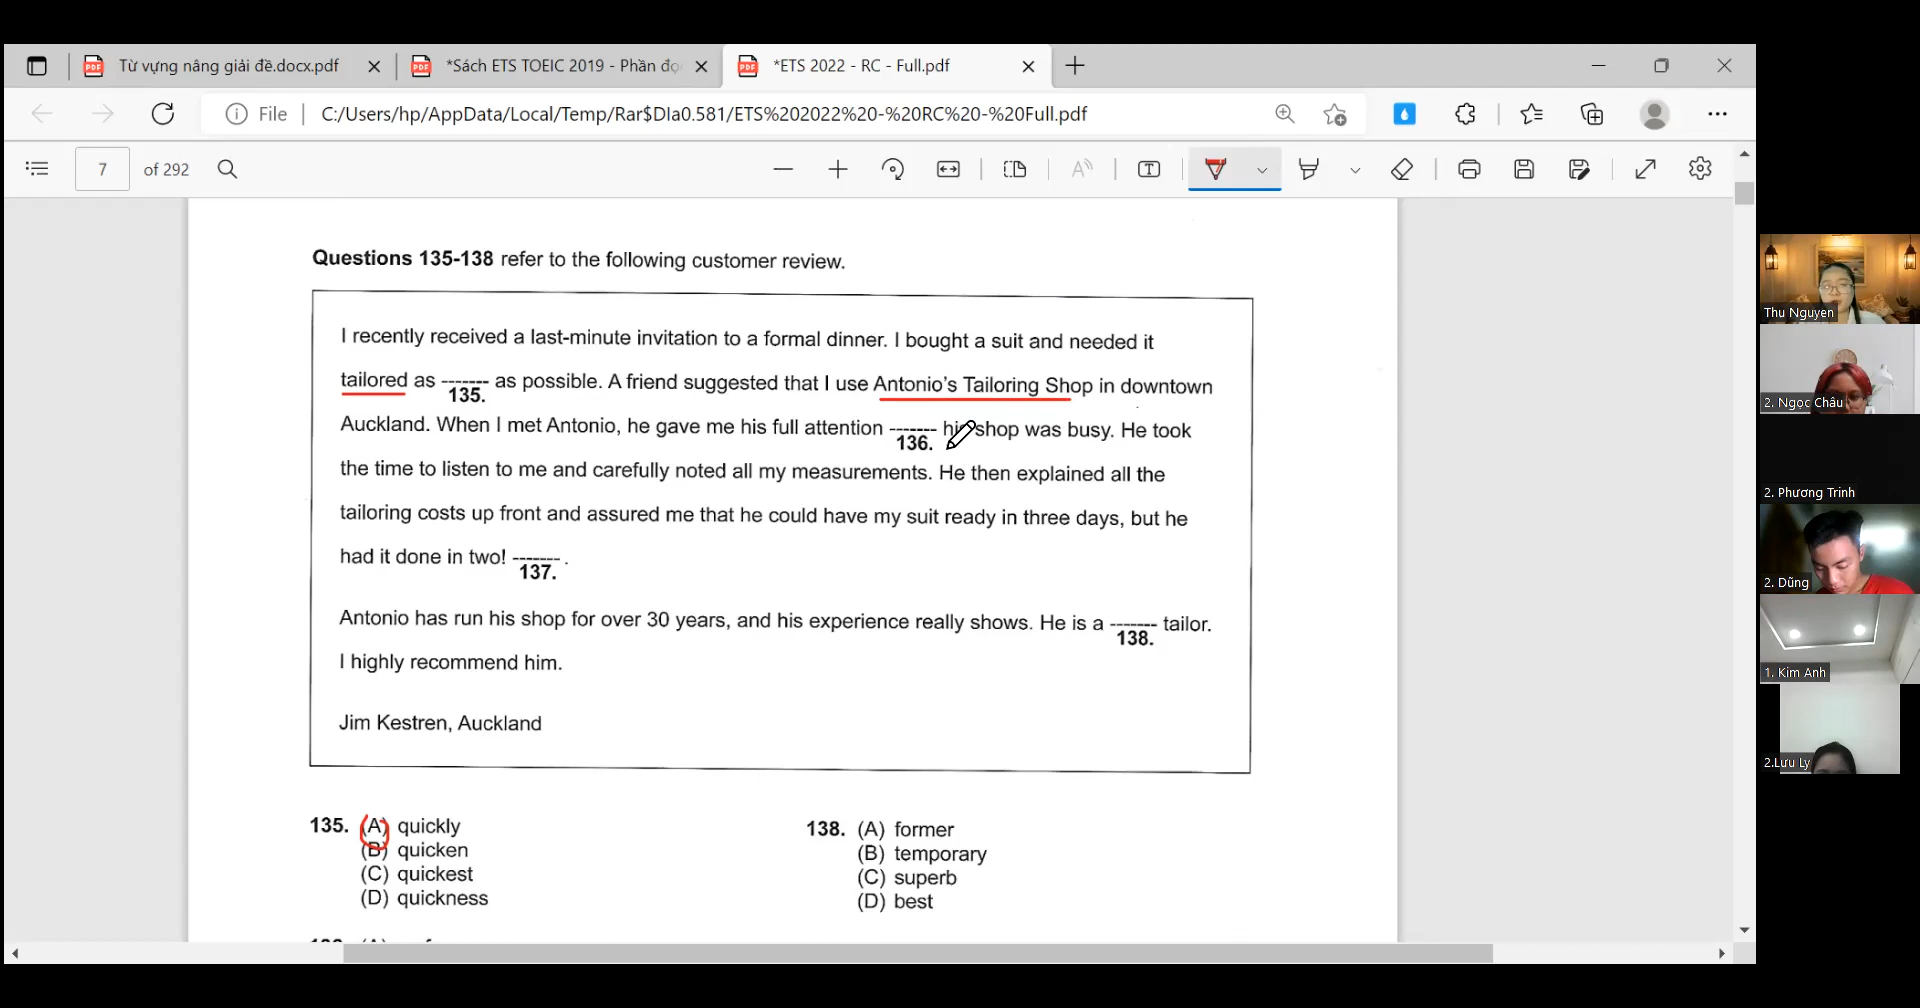 Từ vựng nâng giải đề.docx.pdf
*Sách ETS TOEIC 2019 - Phần đọ
*ETS 2022 - RC - Full.pdf
File
C:/Users/hp/AppData/Local/Temp/Rar$DIa0.581/ETS%202022%20-%20RC%20-%20Full.pdf
7 of 292
Questions 135-138 refer to the following customer review.
I recently received a last-minute invitation to a formal dinner. I bought a suit and needed it
tailored as ------- as possible. A friend suggested that I use Antonio's Tailoring Shop in downtown
135.
Auckland. When I met Antonio, he gave me his full attention ------- his shop was busy. He took
136.
the time to listen to me and carefully noted all my measurements. He then explained all the
tailoring costs up front and assured me that he could have my suit ready in three days, but he
had it done in two! ------- .
137.
Antonio has run his shop for over 30 years, and his experience really shows. He is a ------- tailor.
138.
I highly recommend him.
Jim Kestren, Auckland
135. (A) quickly
(B) quicken
(C) quickest
(D) quickness
138. (A) former
(B) temporary
(C) superb
(D) best
Thu Nguyen
2. Ngọc Châu
2. Phương Trinh
2. Dũng
1. Kim Anh
2.Lưu Ly